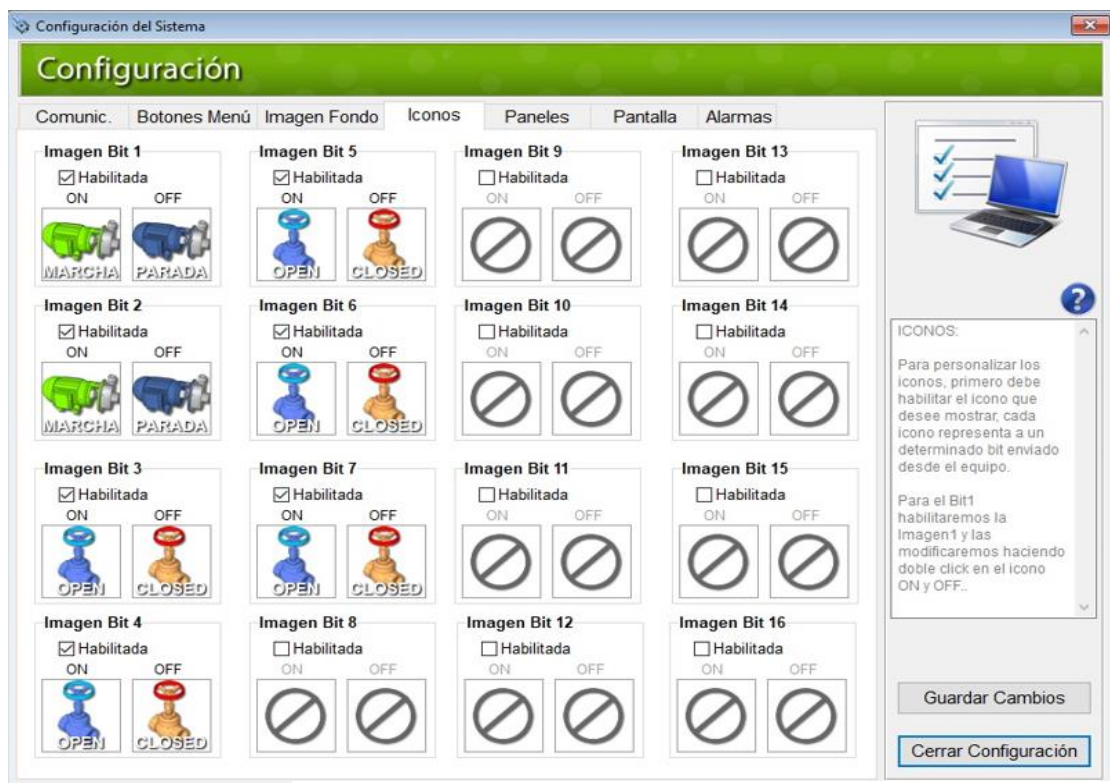 Configuración del Sistema
Configuración
Comunic. Botones Menú Imagen Fondo Iconos Paneles Pantalla Alarmas
Imagen Bit 1 Imagen Bit 5 Imagen Bit 9 Imagen Bit 13
Habilitada Habilitada Habilitada Habilitada
ON OFF ON OFF ON OFF ON OFF
MARCHA PARADA OPEN CLOSED
Imagen Bit 2 Imagen Bit 6 Imagen Bit 10 Imagen Bit 14
Habilitada Habilitada Habilitada Habilitada
ON OFF ON OFF ON OFF ON OFF
MARCHA PARADA OPEN CLOSED
Imagen Bit 3 Imagen Bit 7 Imagen Bit 11 Imagen Bit 15
Habilitada Habilitada Habilitada Habilitada
ON OFF ON OFF ON OFF ON OFF
OPEN CLOSED OPEN CLOSED
Imagen Bit 4 Imagen Bit 8 Imagen Bit 12 Imagen Bit 16
Habilitada Habilitada Habilitada Habilitada
ON OFF ON OFF ON OFF ON OFF
OPEN CLOSED
?
ICONOS:
Para personalizar los
iconos, primero debe
habilitar el icono que
desee mostrar, cada
icono representa a un
determinado bit enviado
desde el equipo.
Para el Bit1
habilitaremos la
Imagen1 y las
modificaremos haciendo
doble click en el icono
ON y OFF..
Guardar Cambios
Cerrar Configuración